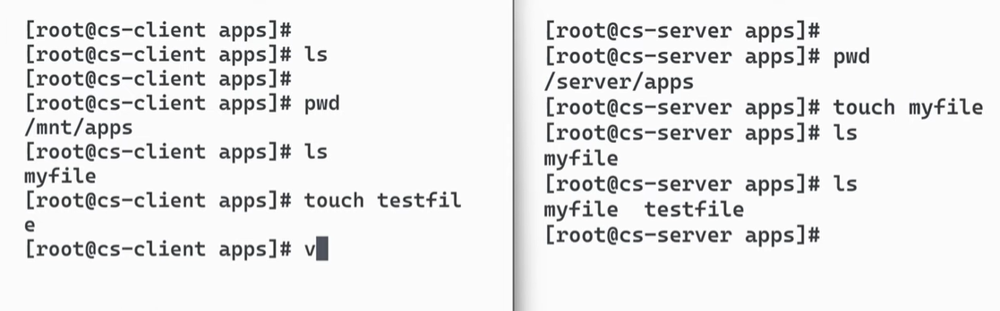 [root@cs-client apps]#
[root@cs-client apps]# ls
[root@cs-client apps]#
[root@cs-client apps]# pwd
/mnt/apps
[root@cs-client apps]# ls
myfile
[root@cs-client apps]# touch testfil
e
[root@cs-client apps]# v
[root@cs-server apps]#
[root@cs-server apps]# pwd
/server/apps
[root@cs-server apps]# touch myfile
[root@cs-server apps]# ls
myfile
[root@cs-server apps]# ls
myfile  testfile
[root@cs-server apps]#